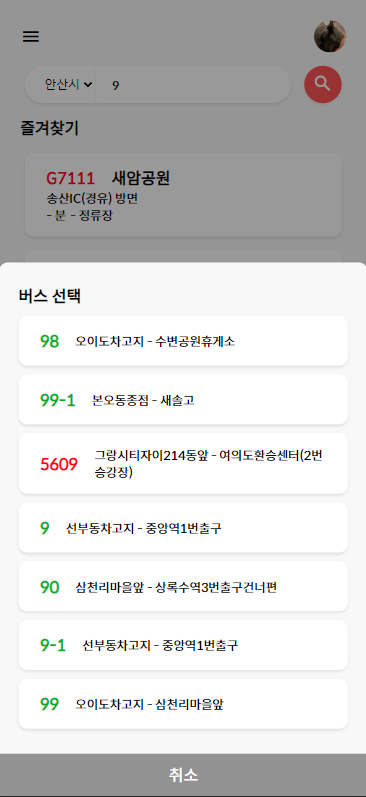 안산시 9
즐겨찾기
G7111 새암공원
송산IC(경유) 방면
- 분 - 정류장
버스 선택
98 오이도차고지 - 수변공원휴게소
99-1 본오동종점 - 새솔고
5609 그랑시티자이214동앞 - 여의도환승센터(2번
승강장)
9 선부동차고지 - 중앙역1번출구
90 삼천리마을앞 - 상록수역3번출구건너편
9-1 선부동차고지 - 중앙역1번출구
99 오이도차고지 - 삼천리마을앞
취소